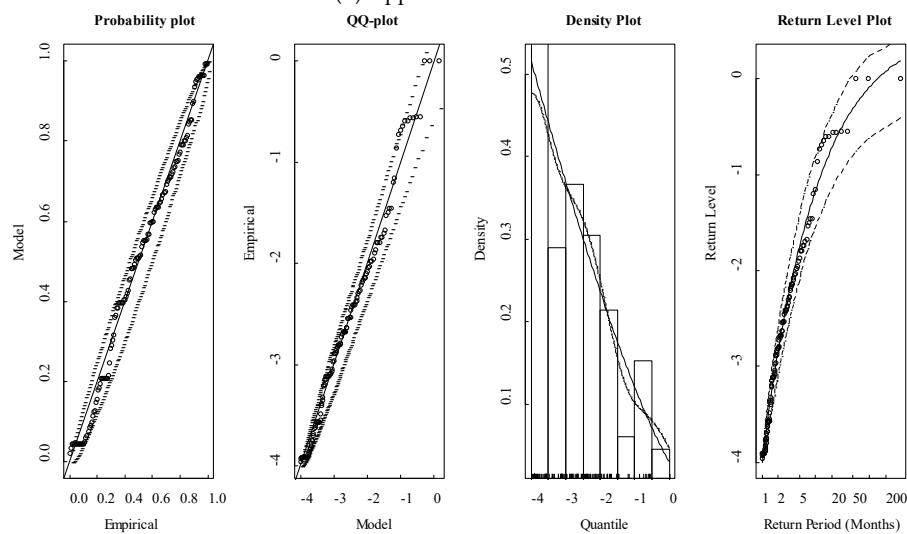 Probability plot
QQ-plot
Density Plot
Return Level Plot
Model
0.0 0.2 0.4 0.6 0.8 1.0
0.0 0.2 0.4 0.6 0.8 1.0
Empirical
Empirical
-4 -3 -2 -1 0
-4 -3 -2 -1 0
Model
Density
0.1 0.2 0.3 0.4 0.5
-4 -3 -2 -1 0
Quantile
Return Level
-4 -3 -2 -1 0
1 2 5 20 50 200
Return Period (Months)